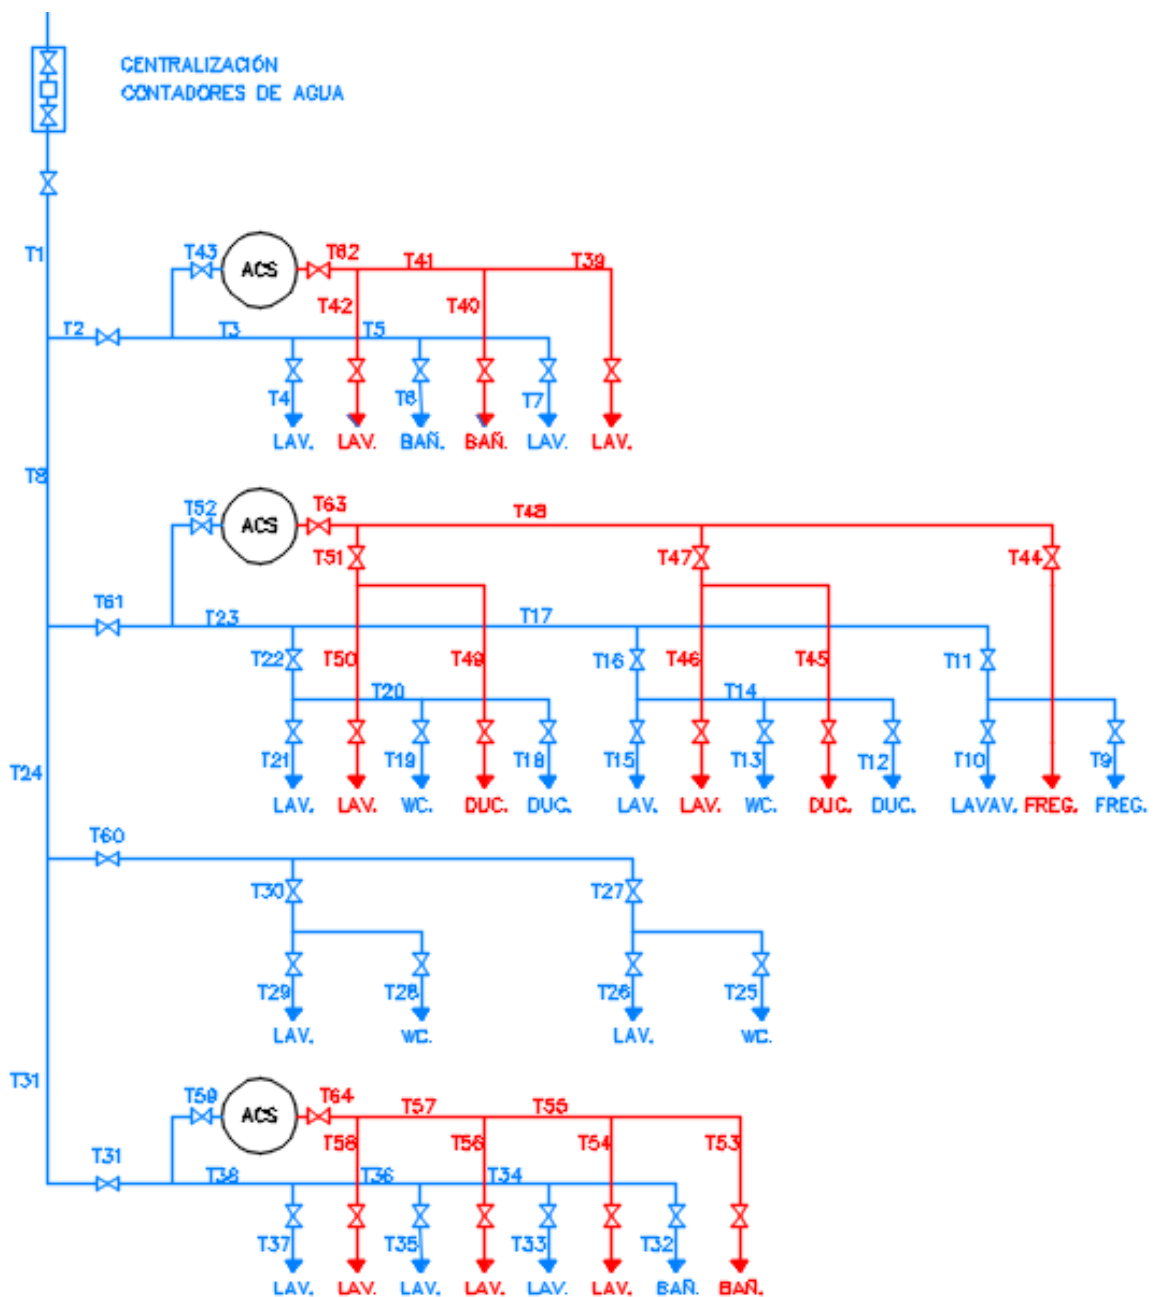 CENTRALIZACIÓN
CONTADORES DE AGUA
T1
T43 ACS T62 T41 T39
T42 T40
T2 T3 T5
T4 T6 T7
LAV. LAV. BAÑ. BAÑ. LAV. LAV.
T8
T52 ACS T63 T48
T51 T47 T44
T61 T23 T17
T22 T50 T49 T16 T46 T45 T11
T20 T14
T21 T19 T18 T15 T13 T12 T10 T9
LAV. LAV. WC. DUC. DUC. LAV. LAV. WC. DUC. DUC. LAVAV. FREG. FREG.
T24
T60
T30 T27
T29 T28 T26 T25
LAV. WC. LAV. WC.
T31
T59 ACS T64 T57 T55
T58 T56 T54 T53
T31 T38 T36 T34
T37 T35 T33 T32
LAV. LAV. LAV. LAV. LAV. LAV. BAÑ. BAÑ.